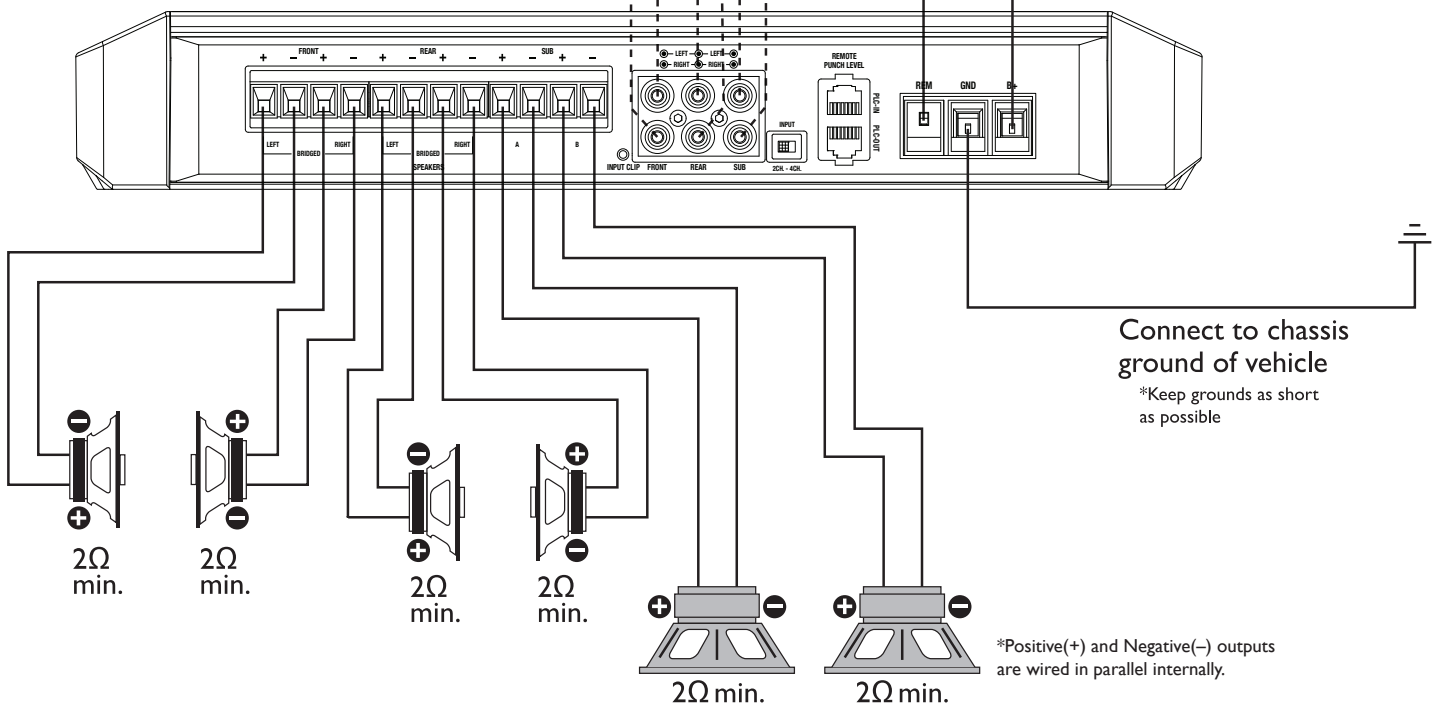 FRONT REAR SUB
+ − + − + − + − + − + −
LEFT BRIDGED RIGHT LEFT BRIDGED RIGHT A B
SPEAKERS
LEFT LEFT
RIGHT RIGHT
INPUT CLIP FRONT REAR SUB
INPUT
2CH. - 4CH.
REMOTE
PUNCH LEVEL
PLC-IN
PLC-OUT
REM GND B+
Connect to chassis
ground of vehicle
*Keep grounds as short
as possible
− +
+ −
2Ω
min.
2Ω
min.
− +
+ −
2Ω
min.
2Ω
min.
+ − + −
2Ω min. 2Ω min.
*Positive(+) and Negative(–) outputs
are wired in parallel internally.